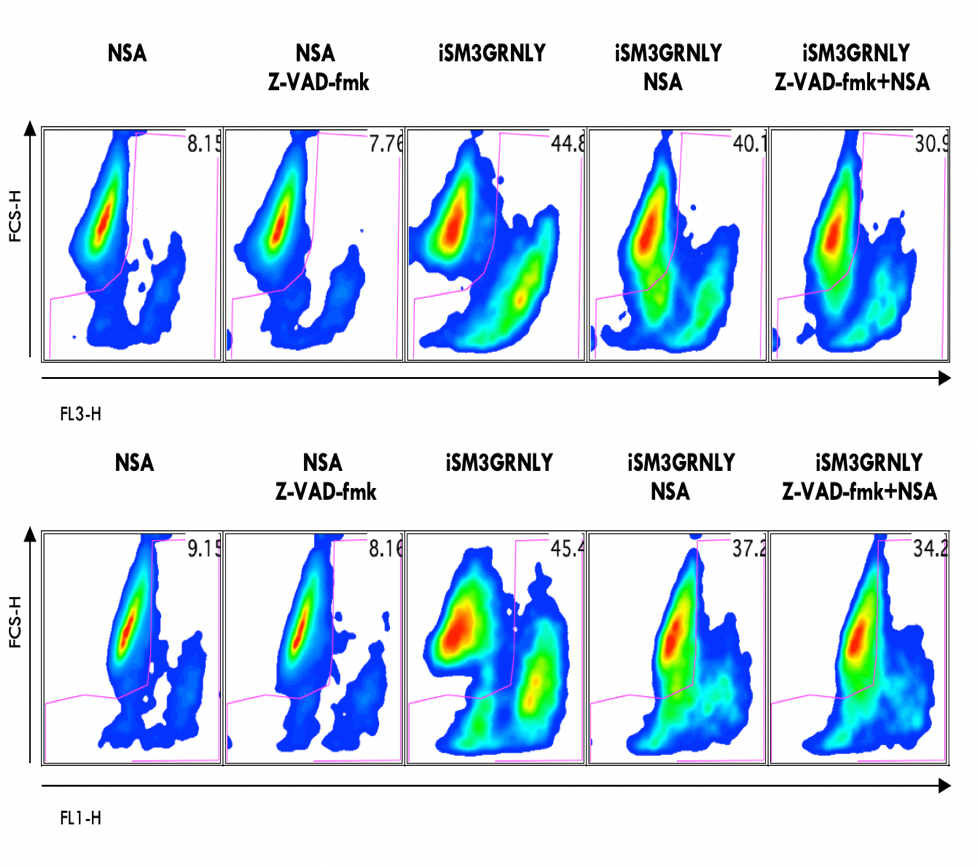 NSA
NSA
Z-VAD-fmk
iSM3GRNLY
iSM3GRNLY
NSA
iSM3GRNLY
Z-VAD-fmk+NSA
FCS-H
8.15
7.76
44.8
40.1
30.9
FL3-H
NSA
NSA
Z-VAD-fmk
iSM3GRNLY
iSM3GRNLY
NSA
iSM3GRNLY
Z-VAD-fmk+NSA
FCS-H
9.15
8.16
45.4
37.2
34.2
FL1-H